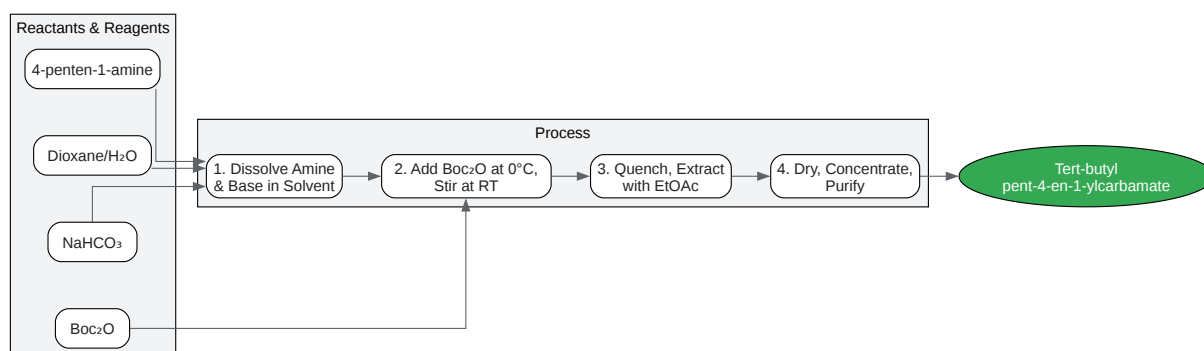 Reactants & Reagents
4-penten-1-amine
Dioxane/H₂O
NaHCO₃
Boc₂O
Process
1. Dissolve Amine
& Base in Solvent
2. Add Boc₂O at 0°C,
Stir at RT
3. Quench, Extract
with EtOAc
4. Dry, Concentrate,
Purify
Tert-butyl
pent-4-en-1-ylcarbamate